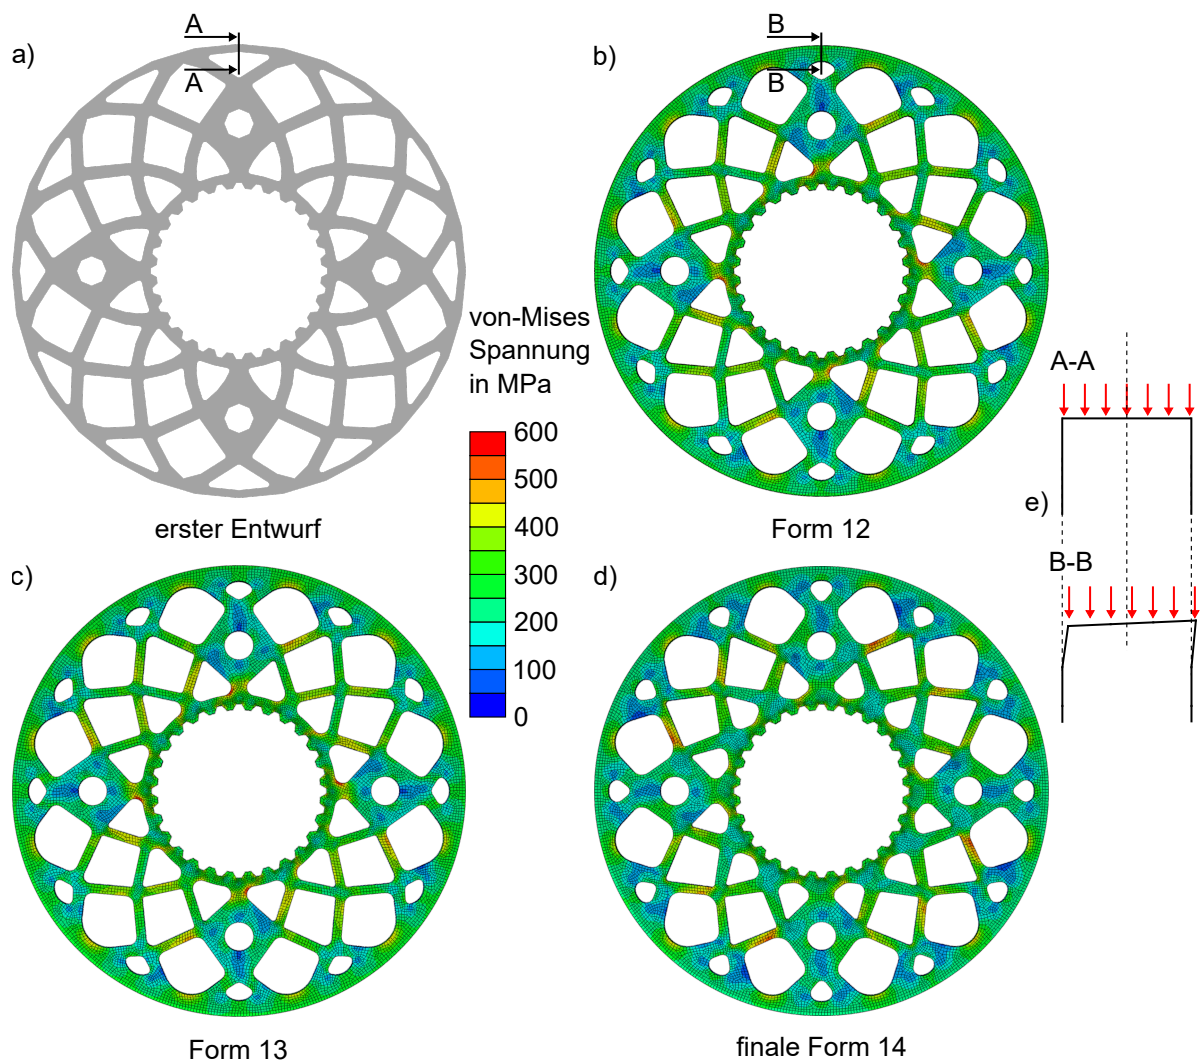 a)
A
A
erster Entwurf
b)
B
B
Form 12
von-Mises
Spannung
in MPa
600
500
400
300
200
100
0
c)
Form 13
d)
finale Form 14
A-A
e)
B-B